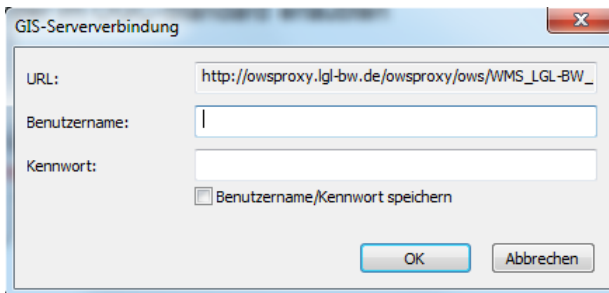 GIS-Serververbindung
URL:
http://owsproxy.lgl-bw.de/owsproxy/ows/WMS_LGL-BW_
Benutzername:
Kennwort:
Benutzername/Kennwort speichern
OK
Abbrechen